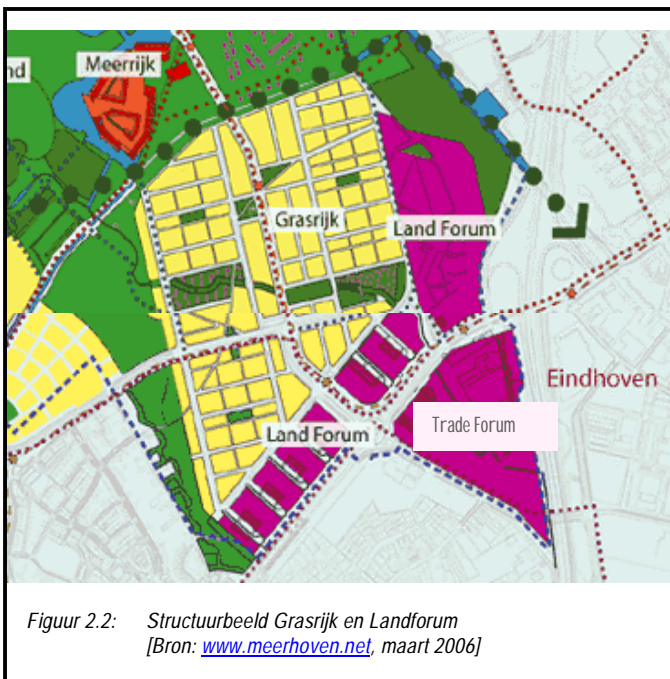 nd
Meerrijk
Grasrijk
Land Forum
Eindhoven
Trade Forum
Land Forum
Figuur 2.2: Structuurbeeld Grasrijk en Landforum
[Bron: www.meerhoven.net, maart 2006]